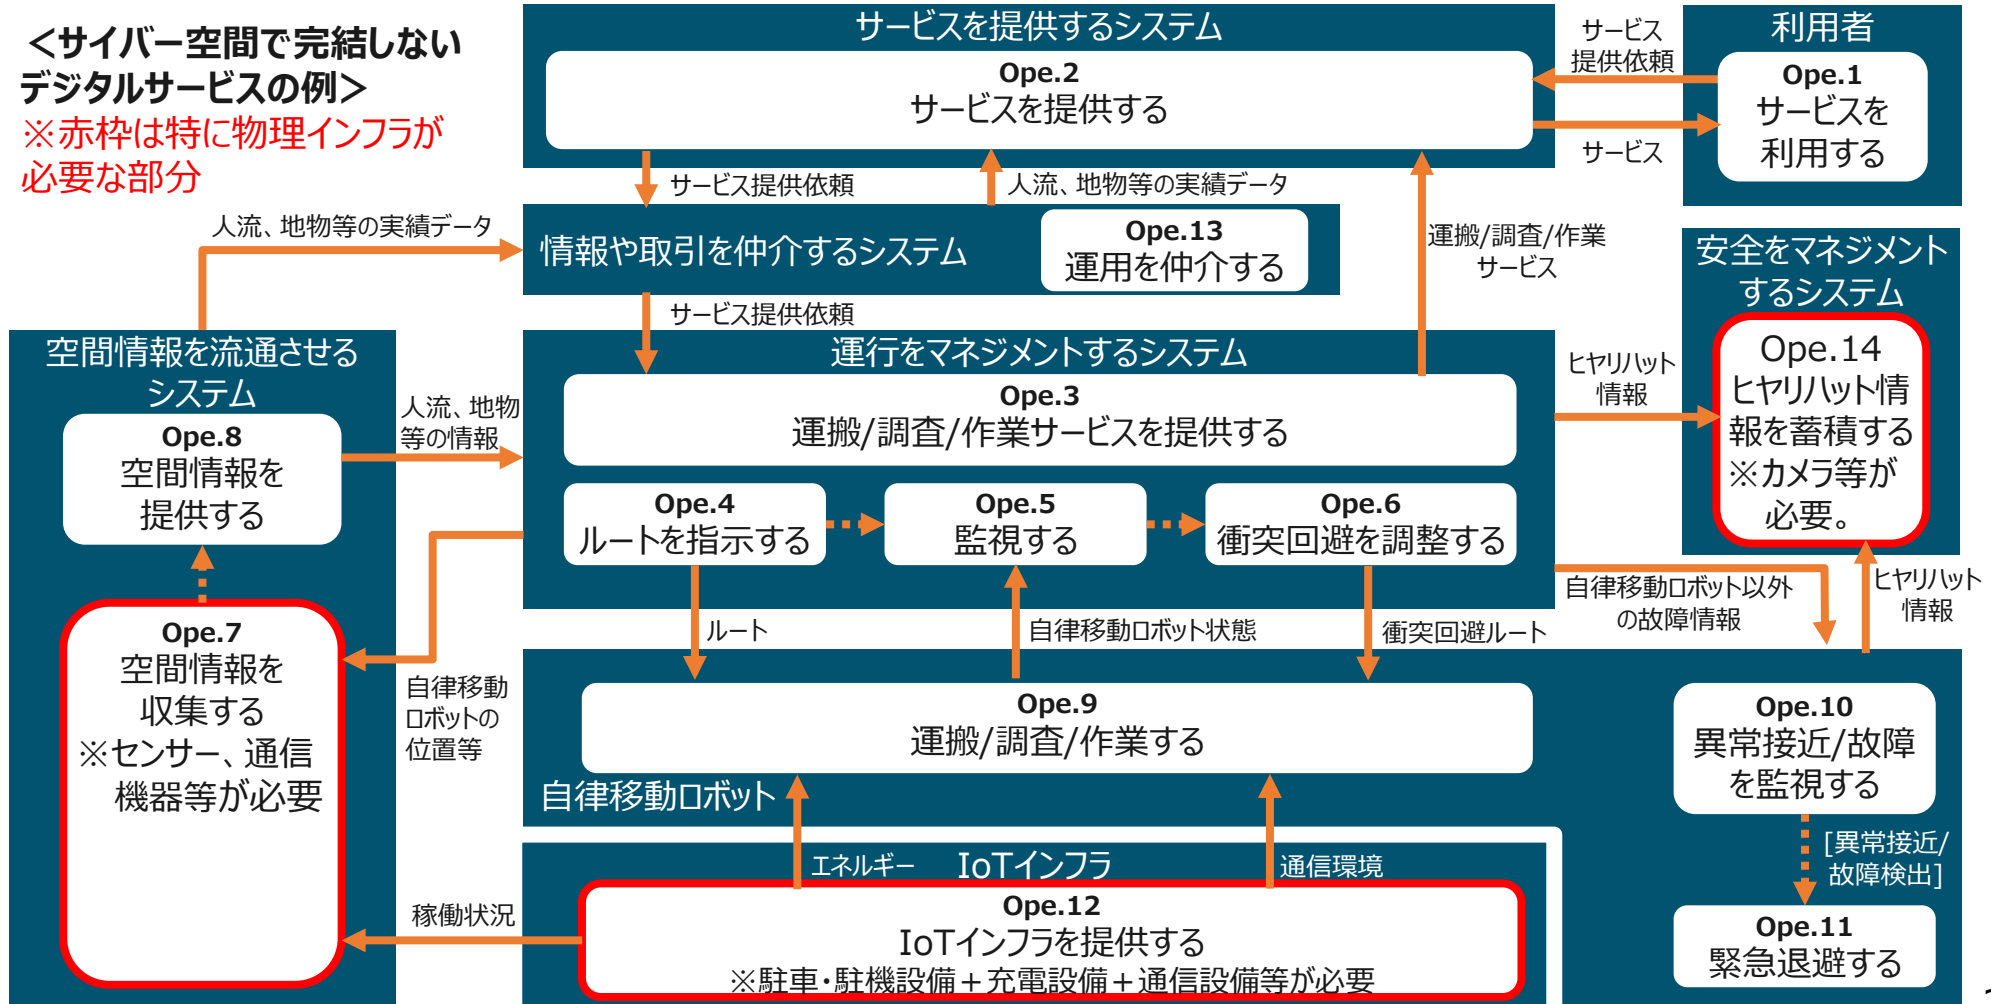 ＜サイバー空間で完結しない
デジタルサービスの例＞
※赤枠は特に物理インフラが
必要な部分
サービスを提供するシステム
Ope.2
サービスを提供する
サービス
提供依頼
サービス
利用者
Ope.1
サービスを
利用する
サービス提供依頼
人流、地物等の実績データ
人流、地物等の実績データ
情報や取引を仲介するシステム
Ope.13
運用を仲介する
運搬/調査/作業
サービス
サービス提供依頼
安全をマネジメント
するシステム
Ope.14
ヒヤリハット情
報を蓄積する
※カメラ等が
必要。
ヒヤリハット
情報
空間情報を流通させる
システム
Ope.8
空間情報を
提供する
人流、地物
等の情報
運行をマネジメントするシステム
Ope.3
運搬/調査/作業サービスを提供する
Ope.4
ルートを指示する
Ope.5
監視する
Ope.6
衝突回避を調整する
自律移動ロボット以外
の故障情報
ヒヤリハット
情報
ルート
自律移動ロボット状態
衝突回避ルート
Ope.7
空間情報を
収集する
※センサー、通信
機器等が必要
自律移動
ロボットの
位置等
Ope.9
運搬/調査/作業する
自律移動ロボット
Ope.10
異常接近/故障
を監視する
[異常接近/
故障検出]
Ope.11
緊急退避する
エネルギー
IoTインフラ
通信環境
稼働状況
Ope.12
IoTインフラを提供する
※駐車・駐機設備＋充電設備＋通信設備等が必要